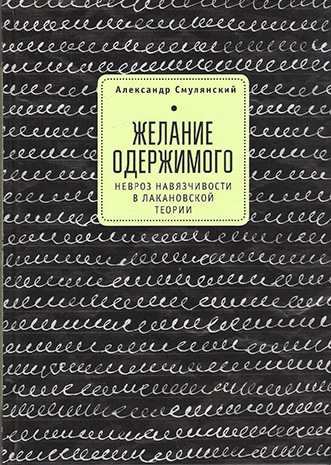 Александр Смулянский
ЖЕЛАНИЕ
ОДЕРЖИМОГО
НЕВРОЗ НАВЯЗЧИВОСТИ
В ЛАКАНОВСКОЙ
ТЕОРИИ